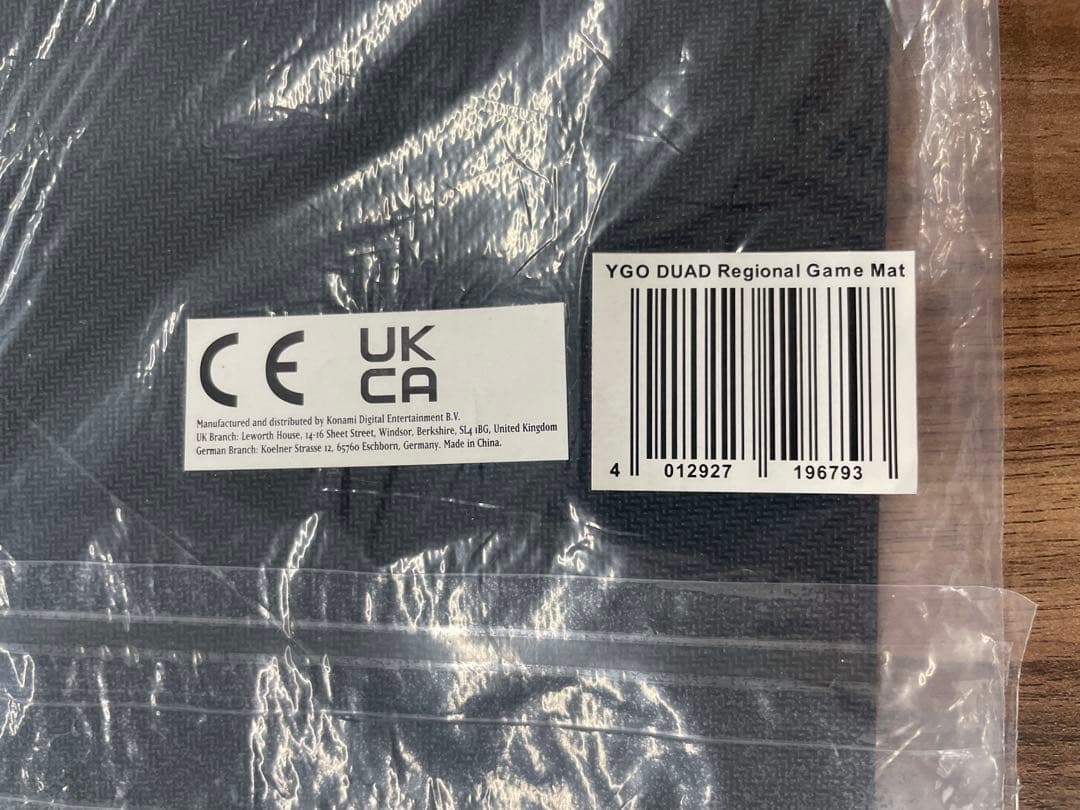 CE UK
CA
Manufactured and distributed by Konami Digital Entertainment B.V.
UK Branch: Leworth House, 14-16 Sheet Street, Windsor, Berkshire, SL4 1BG, United Kingdom
German Branch: Koelner Strasse 12, 65760 Eschborn, Germany. Made in China.
YGO DUAD Regional Game Mat
4 012927 196793